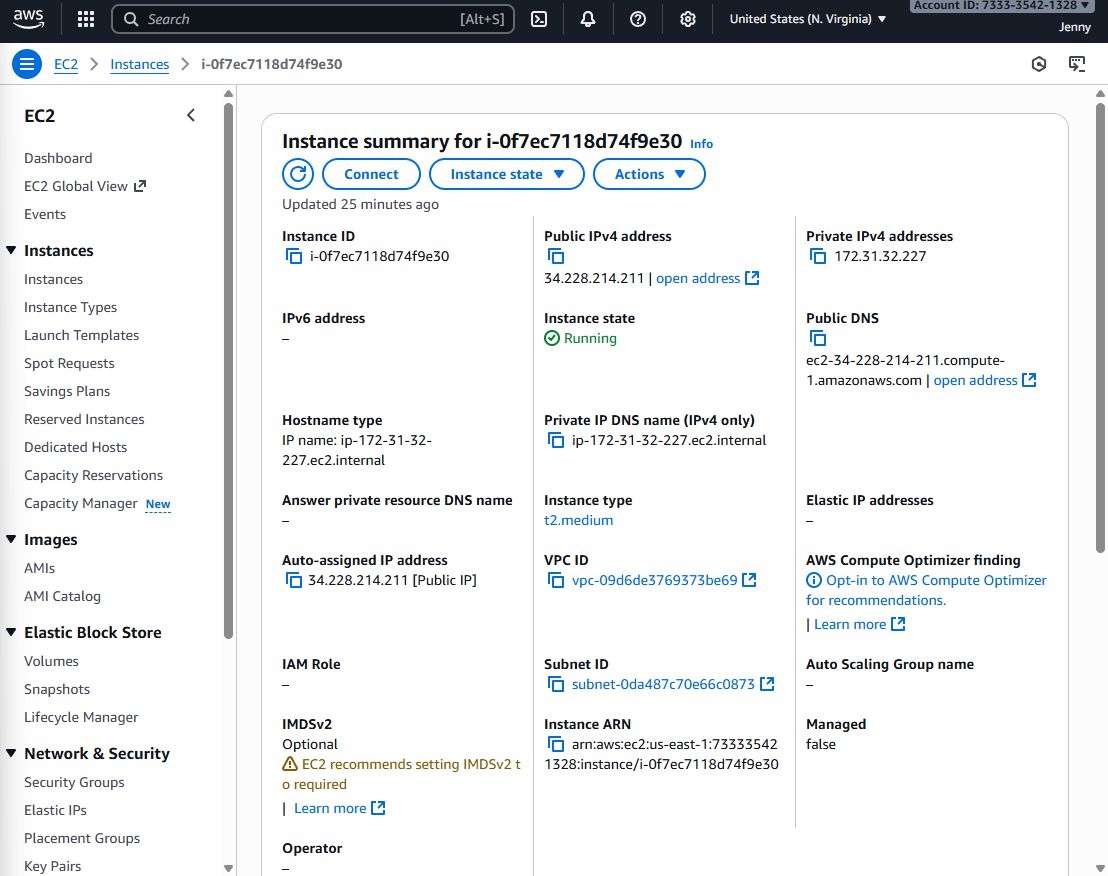 aws
Search [Alt+S]
United States (N. Virginia)
Account ID: 7333-3542-1328
Jenny
EC2 Instances i-0f7ec7118d74f9e30
EC2
Dashboard
EC2 Global View
Events
Instances
Instances
Instance Types
Launch Templates
Spot Requests
Savings Plans
Reserved Instances
Dedicated Hosts
Capacity Reservations
Capacity Manager New
Images
AMIs
AMI Catalog
Elastic Block Store
Volumes
Snapshots
Lifecycle Manager
Network & Security
Security Groups
Elastic IPs
Placement Groups
Key Pairs
Instance summary for i-0f7ec7118d74f9e30 Info
Connect Instance state Actions
Updated 25 minutes ago
Instance ID
i-0f7ec7118d74f9e30
Public IPv4 address
34.228.214.211 | open address
Private IPv4 addresses
172.31.32.227
IPv6 address
–
Instance state
Running
Public DNS
ec2-34-228-214-211.compute-
1.amazonaws.com | open address
Hostname type
IP name: ip-172-31-32-
227.ec2.internal
Private IP DNS name (IPv4 only)
ip-172-31-32-227.ec2.internal
Answer private resource DNS name
–
Instance type
t2.medium
Elastic IP addresses
–
Auto-assigned IP address
34.228.214.211 [Public IP]
VPC ID
vpc-09d6de3769373be69
AWS Compute Optimizer finding
Opt-in to AWS Compute Optimizer
for recommendations.
| Learn more
IAM Role
–
Subnet ID
subnet-0da487c70e66c0873
Auto Scaling Group name
–
IMDSv2
Optional
EC2 recommends setting IMDSv2 t
o required
| Learn more
Instance ARN
arn:aws:ec2:us-east-1:73333542
1328:instance/i-0f7ec7118d74f9e30
Managed
false
Operator
–